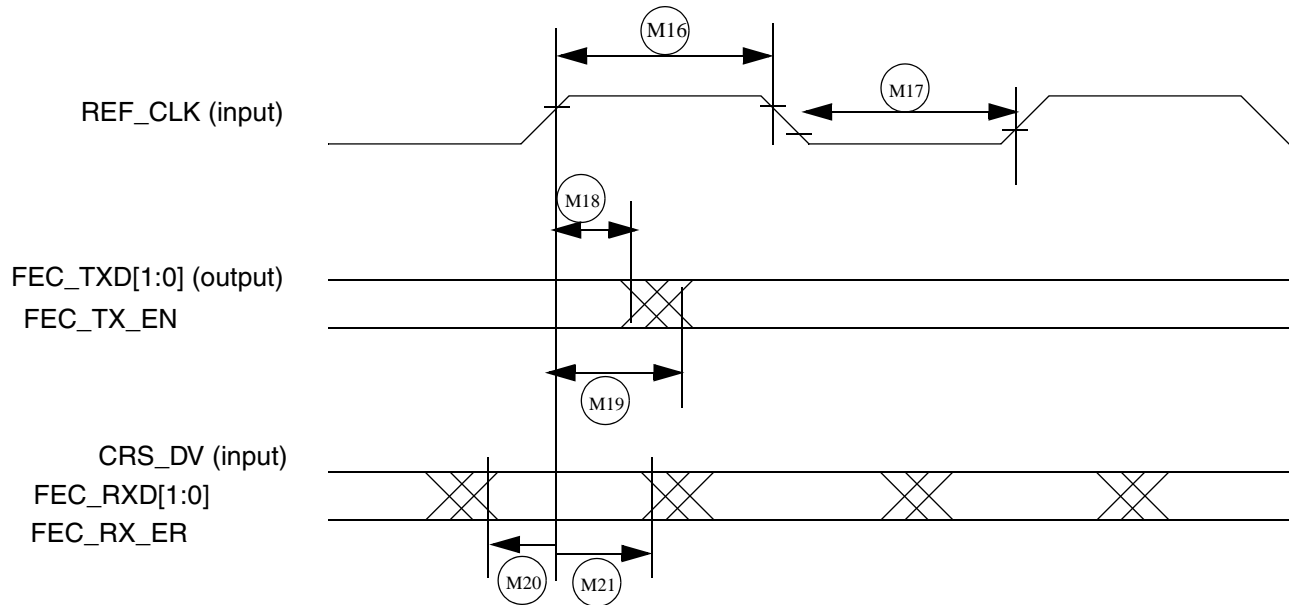 M16
REF_CLK (input)
M17
M18
FEC_TXD[1:0] (output)
FEC_TX_EN
M19
CRS_DV (input)
FEC_RXD[1:0]
FEC_RX_ER
M20
M21